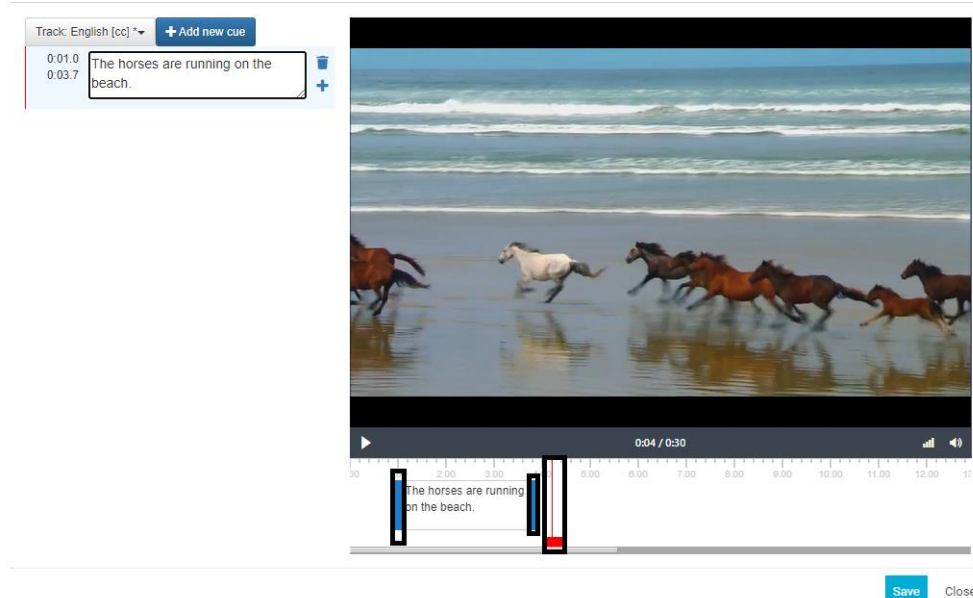 Track: English [cc] *
+ Add new cue
0:01.0
0:03.7
The horses are running on the
beach.
+
0:04 / 0:30
2.00 3.00 5.00 6.00 7.00 8.00 9.00 10.00 11.00 12.00
The horses are running
on the beach.
Save Close